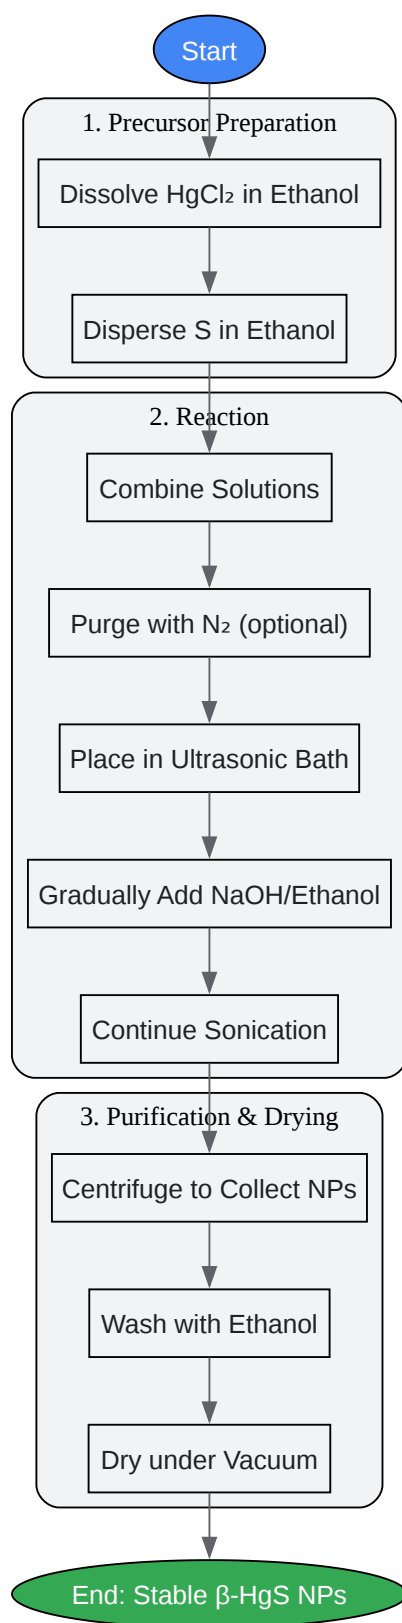 Start
1. Precursor Preparation
Dissolve HgCl₂ in Ethanol
Disperse S in Ethanol
2. Reaction
Combine Solutions
Purge with N₂ (optional)
Place in Ultrasonic Bath
Gradually Add NaOH/Ethanol
Continue Sonication
3. Purification & Drying
Centrifuge to Collect NPs
Wash with Ethanol
Dry under Vacuum
End: Stable β-HgS NPs